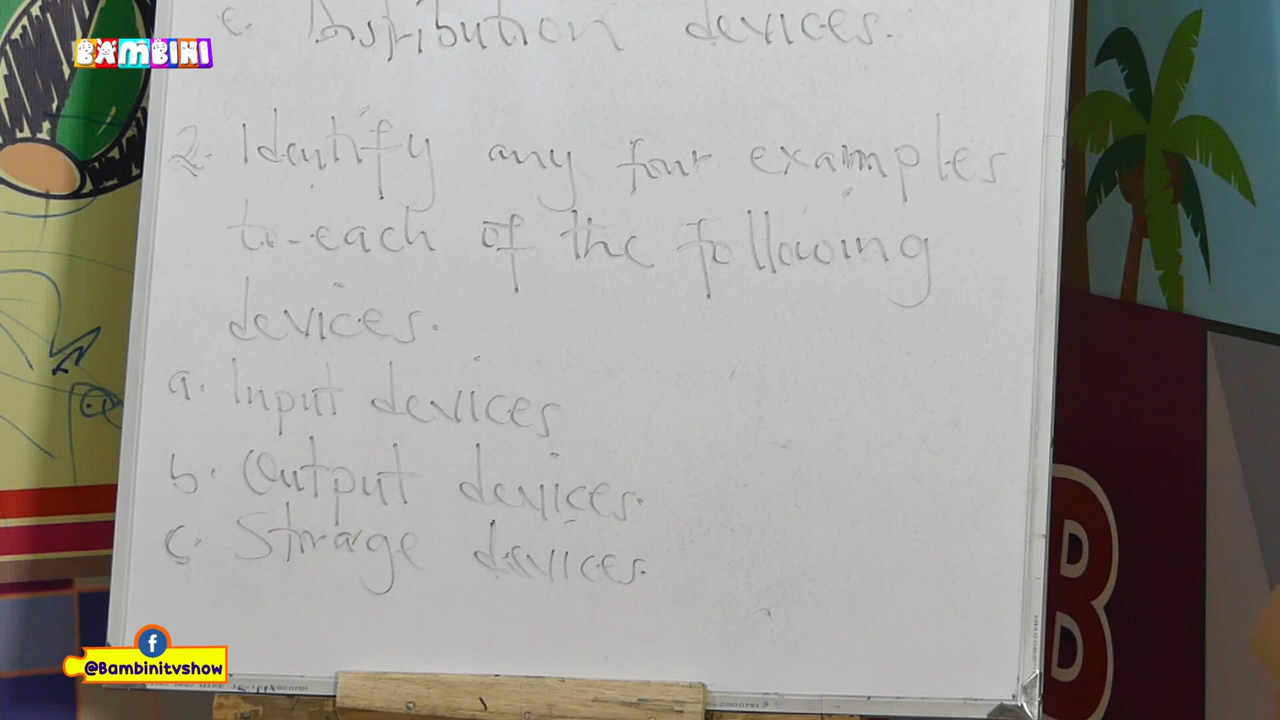 BAMBINI
c. Distribution devices.
2. Identify any four examples
to each of the following
devices.
a. Input devices
b. Output devices.
c. Storage devices.
B
f
@Bambinitvshow